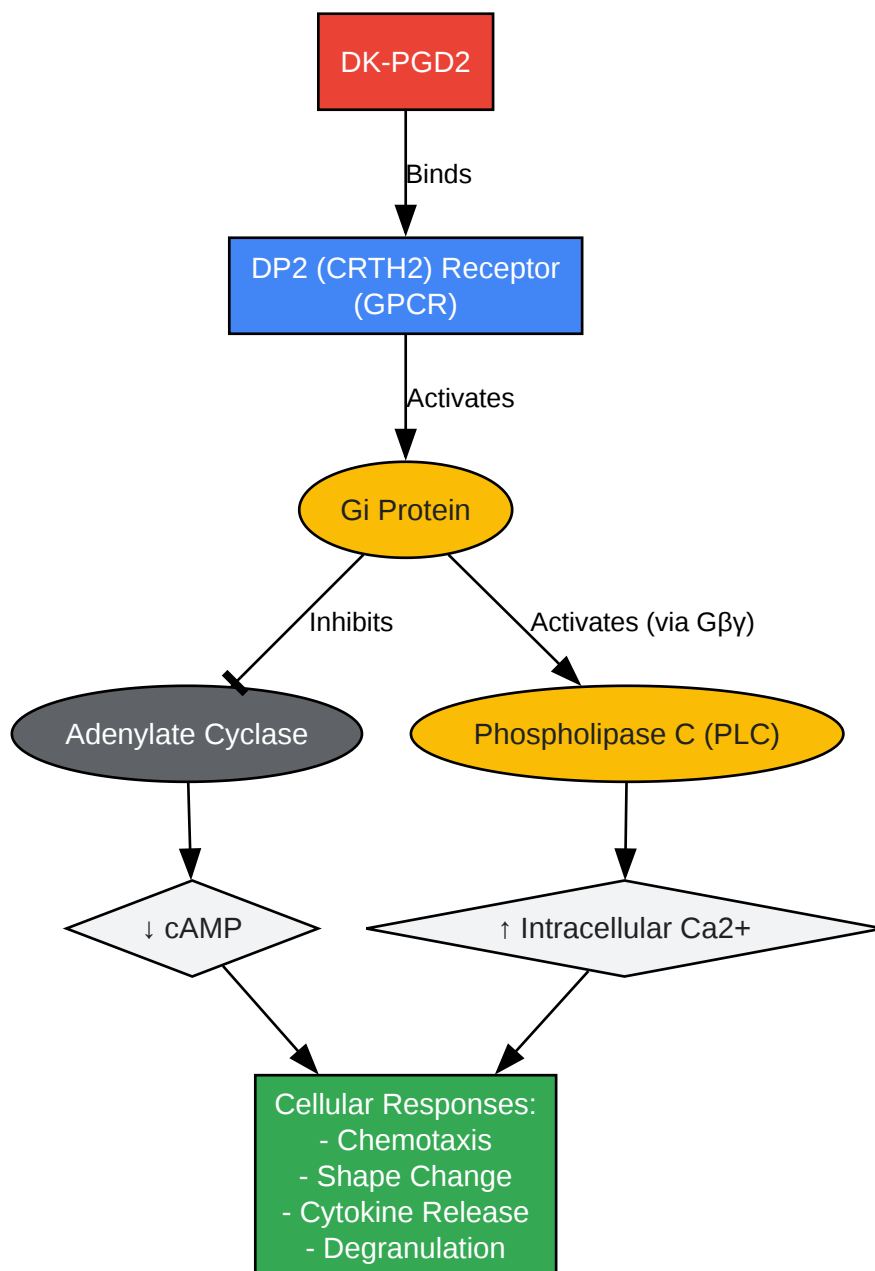 DK-PGD2
Binds
DP2 (CRTH2) Receptor
(GPCR)
Activates
Gi Protein
Inhibits
Activates (via Gβγ)
Adenylate Cyclase
Phospholipase C (PLC)
↓ cAMP
↑ Intracellular Ca2+
Cellular Responses:
- Chemotaxis
- Shape Change
- Cytokine Release
- Degranulation